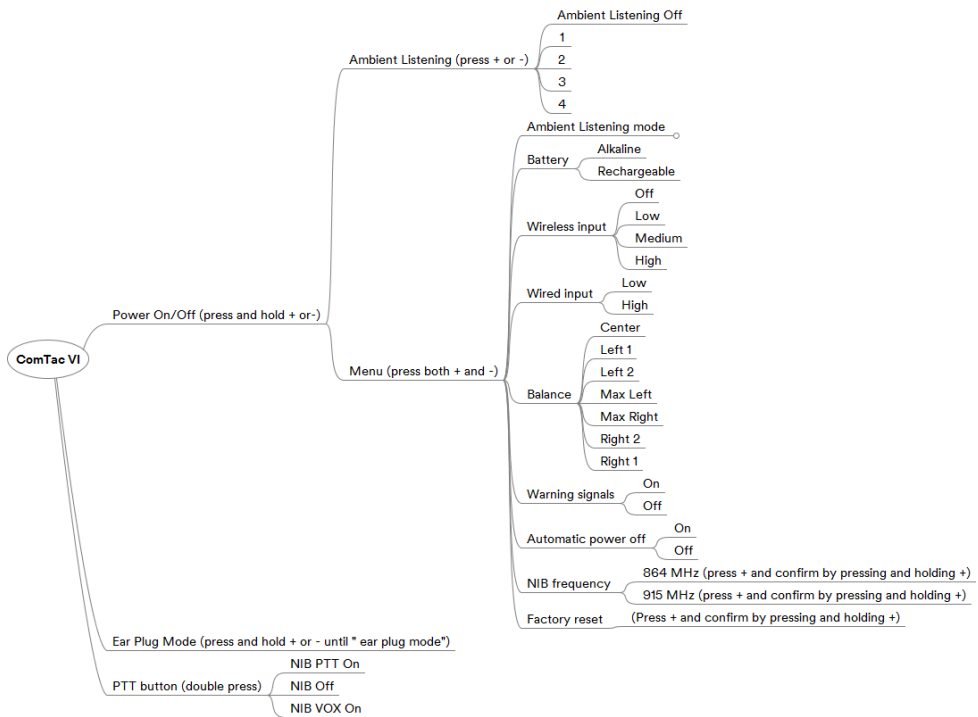 ComTac VI
Power On/Off (press and hold + or-)
Ambient Listening (press + or -)
Ambient Listening Off
1
2
3
4
Menu (press both + and -)
Ambient Listening mode
Battery
Alkaline
Rechargeable
Wireless input
Off
Low
Medium
High
Wired input
Low
High
Balance
Center
Left 1
Left 2
Max Left
Max Right
Right 2
Right 1
Warning signals
On
Off
Automatic power off
On
Off
NIB frequency
864 MHz (press + and confirm by pressing and holding +)
915 MHz (press + and confirm by pressing and holding +)
Factory reset
(Press + and confirm by pressing and holding +)
Ear Plug Mode (press and hold + or - until " ear plug mode")
PTT button (double press)
NIB PTT On
NIB Off
NIB VOX On